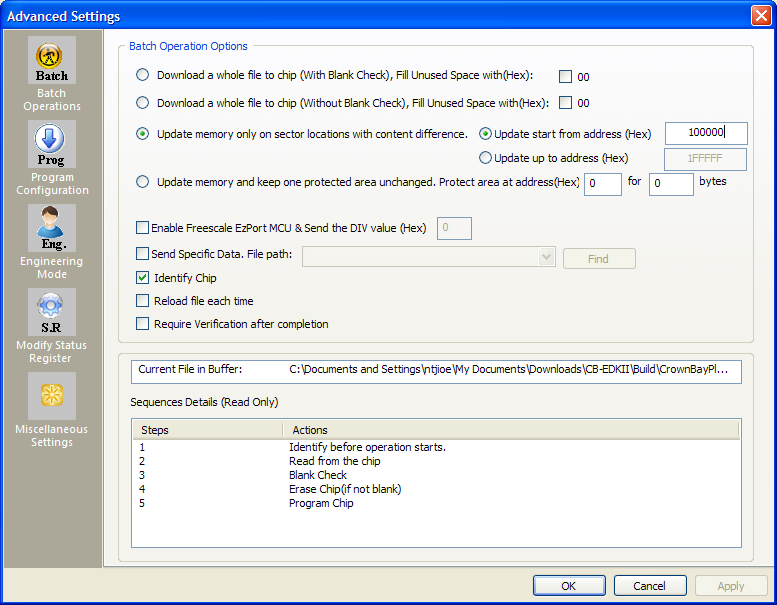 Advanced Settings
Batch
Batch
Operations
Prog
Program
Configuration
Eng.
Engineering
Mode
S.R
Modify Status
Register
Miscellaneous
Settings
Batch Operation Options
Download a whole file to chip (With Blank Check), Fill Unused Space with(Hex): 00
Download a whole file to chip (Without Blank Check), Fill Unused Space with(Hex): 00
Update memory only on sector locations with content difference. Update start from address (Hex) 100000
Update up to address (Hex) 1FFFFF
Update memory and keep one protected area unchanged. Protect area at address(Hex) 0 for 0 bytes
Enable Freescale EzPort MCU & Send the DIV value (Hex) 0
Send Specific Data. File path: Find
Identify Chip
Reload file each time
Require Verification after completion
Current File in Buffer: C:\Documents and Settings\ntjoe\My Documents\Downloads\CB-EDKII\Build\CrownBayPl...
Sequences Details (Read Only)
Steps Actions
1 Identify before operation starts.
2 Read from the chip
3 Blank Check
4 Erase Chip(if not blank)
5 Program Chip
OK Cancel Apply